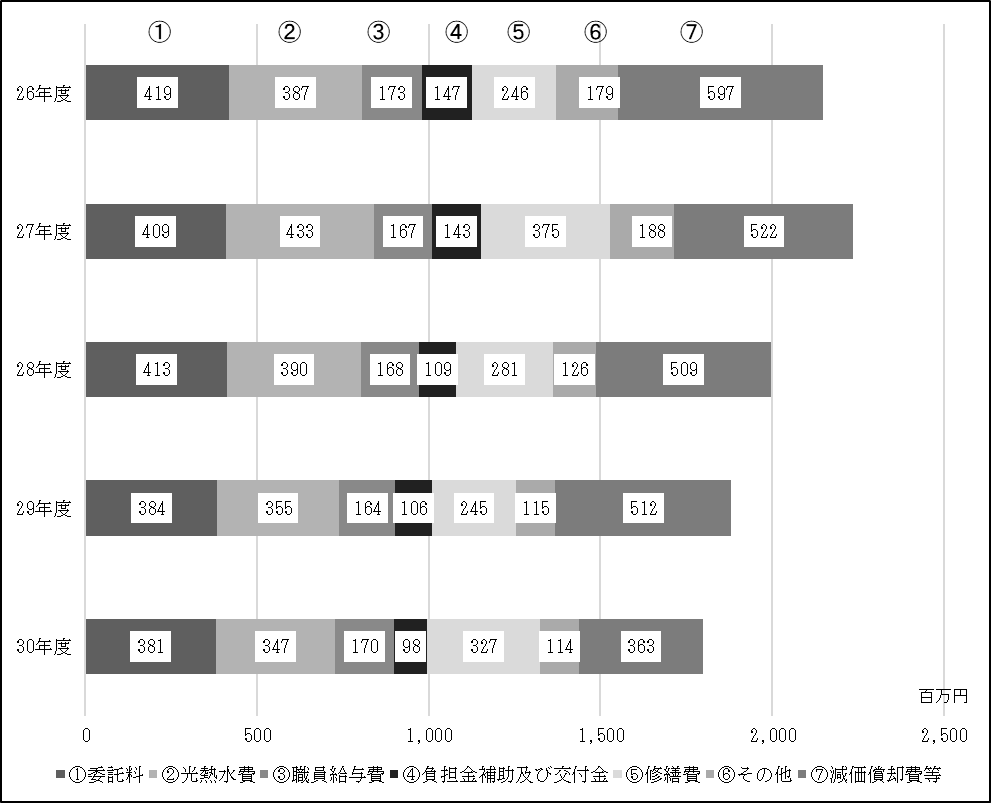 ① ② ③ ④ ⑤ ⑥ ⑦
26年度 419 387 173 147 246 179 597
27年度 409 433 167 143 375 188 522
28年度 413 390 168 109 281 126 509
29年度 384 355 164 106 245 115 512
30年度 381 347 170 98 327 114 363
百万円
0 500 1,000 1,500 2,000 2,500
①委託料 ②光熱水費 ③職員給与費 ④負担金補助及び交付金 ⑤修繕費 ⑥その他 ⑦減価償却費等